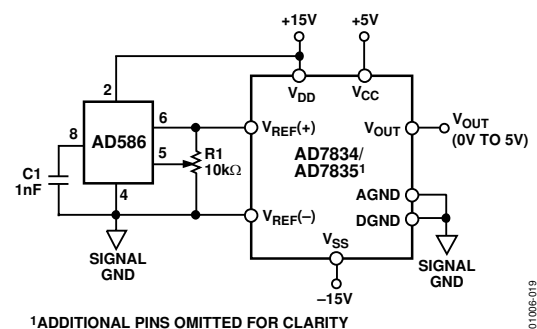 +15V
+5V
2
VDD
VCC
8
AD586
6
VREF(+)
VOUT
VOUT
(0V TO 5V)
5
R1
10kΩ
AD7834/
AD7835¹
C1
1nF
4
AGND
VREF(–)
DGND
VSS
SIGNAL
GND
SIGNAL
GND
–15V
¹ADDITIONAL PINS OMITTED FOR CLARITY
01006-019